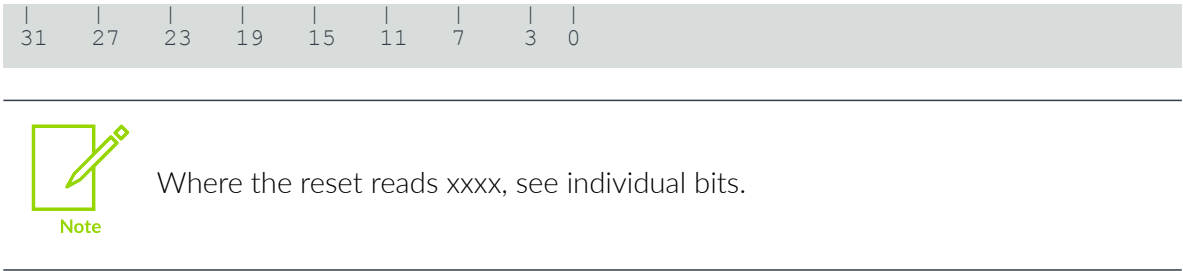 | | | | | | | | |
31 27 23 19 15 11 7 3 0
Where the reset reads xxxx, see individual bits.
Note